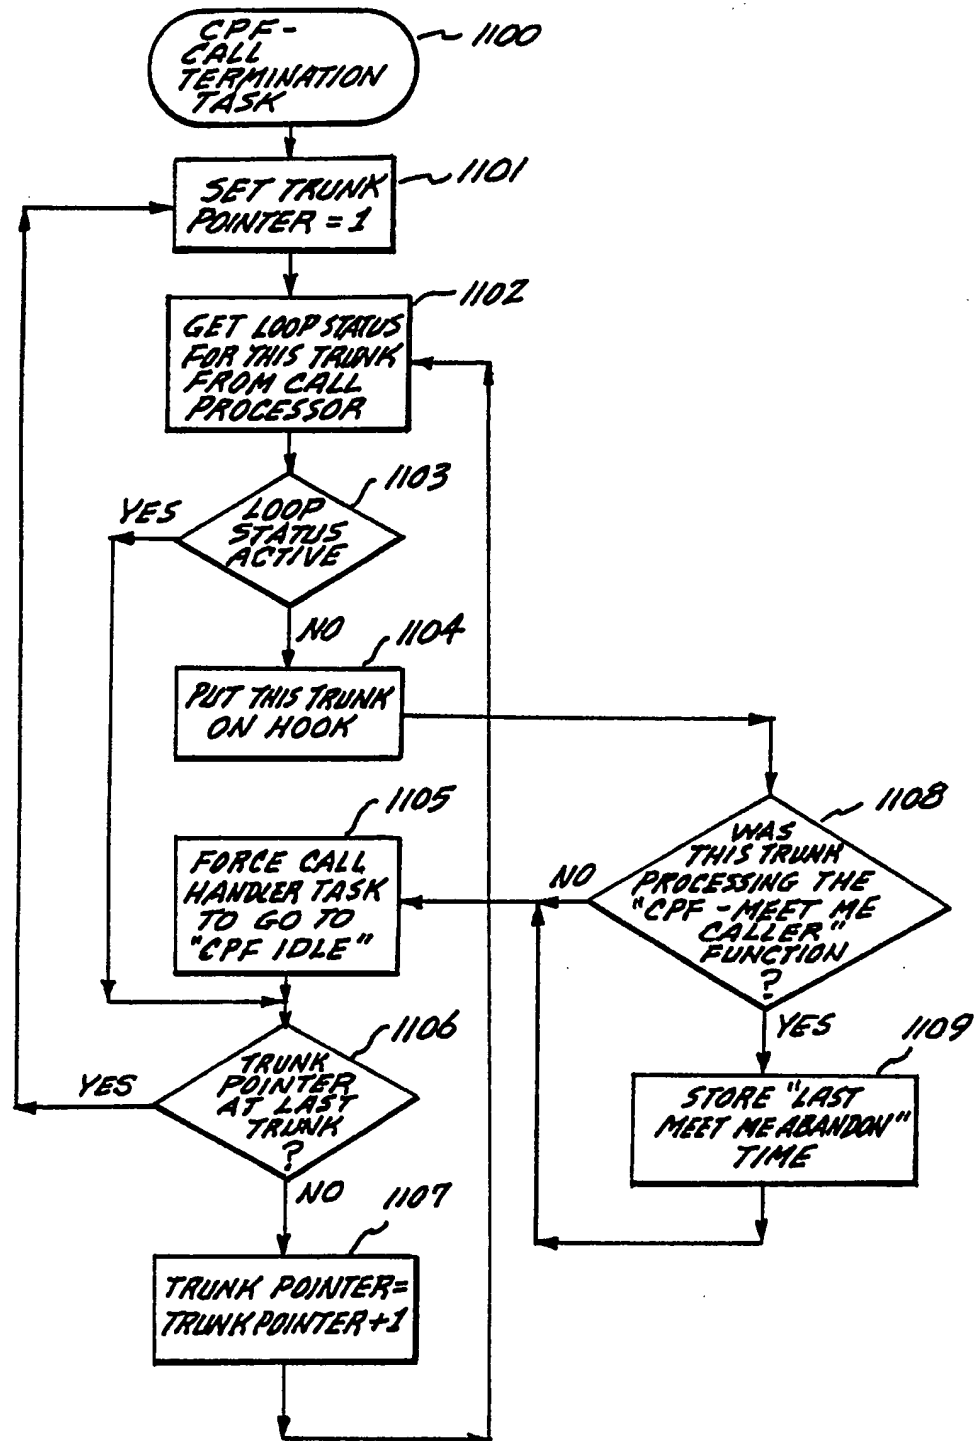 CPF-
CALL
TERMINATION
TASK
1100
SET TRUNK
POINTER = 1
1101
GET LOOP STATUS
FOR THIS TRUNK
FROM CALL
PROCESSOR
1102
LOOP
STATUS
ACTIVE
1103
YES
NO
PUT THIS TRUNK
ON HOOK
1104
FORCE CALL
HANDLER TASK
TO GO TO
"CPF IDLE"
1105
WAS
THIS TRUNK
PROCESSING THE
"CPF - MEET ME
CALLER"
FUNCTION
?
1108
NO
YES
STORE "LAST
MEET ME ABANDON"
TIME
1109
TRUNK
POINTER
AT LAST
TRUNK
?
1106
YES
NO
TRUNK POINTER=
TRUNK POINTER+1
1107